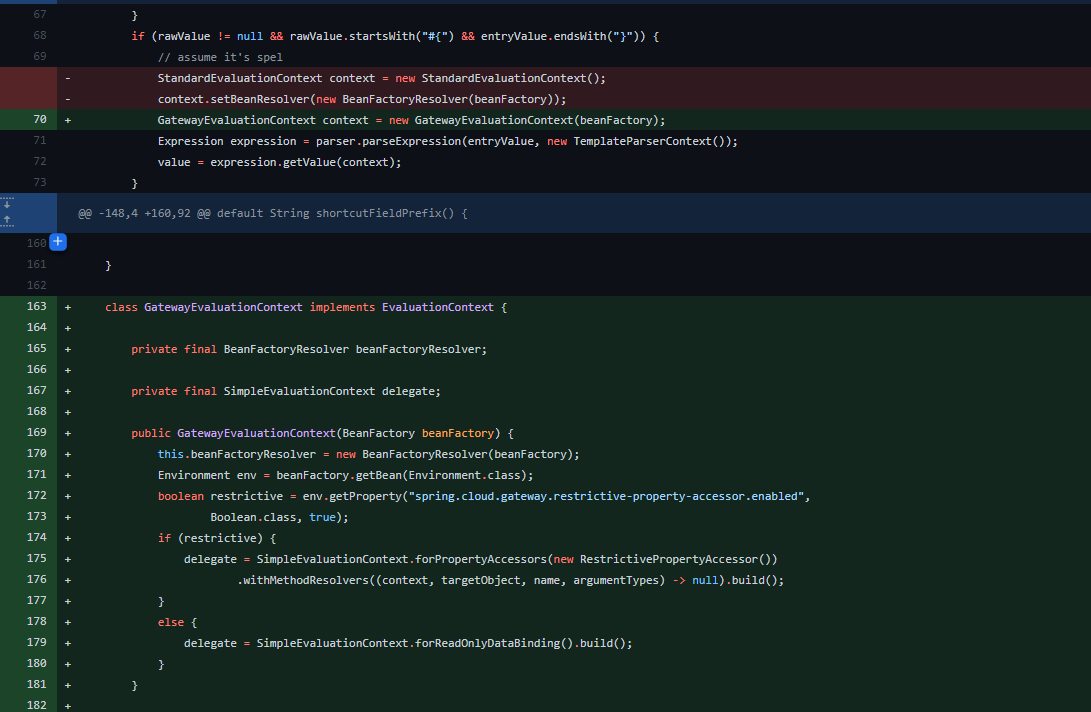 67 }
68 if (rawValue != null && rawValue.startsWith("#{") && entryValue.endsWith("}")) {
69 // assume it's spel
- StandardEvaluationContext context = new StandardEvaluationContext();
- context.setBeanResolver(new BeanFactoryResolver(beanFactory));
70 + GatewayEvaluationContext context = new GatewayEvaluationContext(beanFactory);
71 Expression expression = parser.parseExpression(entryValue, new TemplateParserContext());
72 value = expression.getValue(context);
73 }
@@ -148,4 +160,92 @@ default String shortcutFieldPrefix() {
160 +
161 }
162
163 + class GatewayEvaluationContext implements EvaluationContext {
164 +
165 + private final BeanFactoryResolver beanFactoryResolver;
166 +
167 + private final SimpleEvaluationContext delegate;
168 +
169 + public GatewayEvaluationContext(BeanFactory beanFactory) {
170 + this.beanFactoryResolver = new BeanFactoryResolver(beanFactory);
171 + Environment env = beanFactory.getBean(Environment.class);
172 + boolean restrictive = env.getProperty("spring.cloud.gateway.restrictive-property-accessor.enabled",
173 + Boolean.class, true);
174 + if (restrictive) {
175 + delegate = SimpleEvaluationContext.forPropertyAccessors(new RestrictivePropertyAccessor())
176 + .withMethodResolvers((context, targetObject, name, argumentTypes) -> null).build();
177 + }
178 + else {
179 + delegate = SimpleEvaluationContext.forReadOnlyDataBinding().build();
180 + }
181 + }
182 +